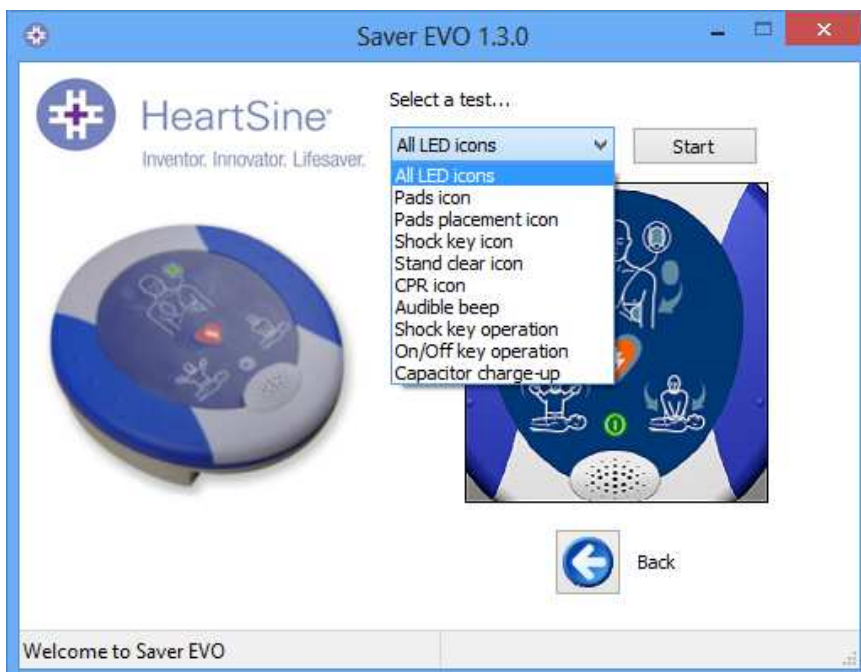 Saver EVO 1.3.0
HeartSine®
Inventor. Innovator. Lifesaver.
Select a test...
All LED icons
Start
All LED icons
Pads icon
Pads placement icon
Shock key icon
Stand clear icon
CPR icon
Audible beep
Shock key operation
On/Off key operation
Capacitor charge-up
Back
Welcome to Saver EVO